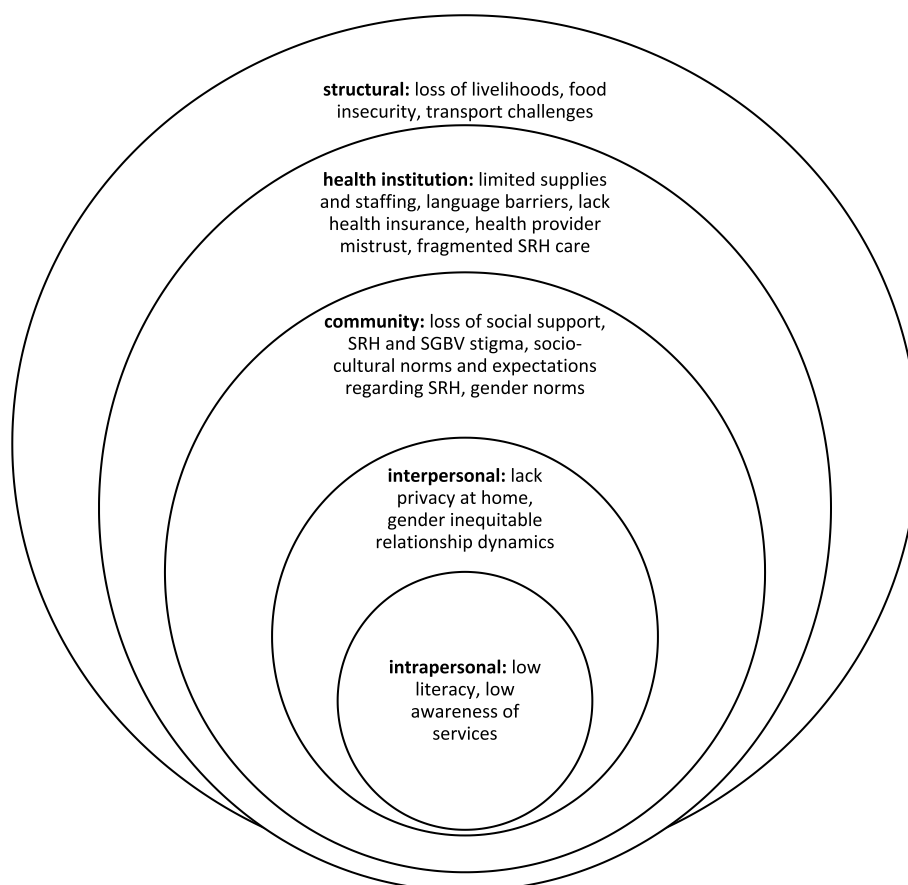 structural: loss of livelihoods, food
insecurity, transport challenges
health institution: limited supplies
and staffing, language barriers, lack
health insurance, health provider
mistrust, fragmented SRH care
community: loss of social support,
SRH and SGBV stigma, socio-
cultural norms and expectations
regarding SRH, gender norms
interpersonal: lack
privacy at home,
gender inequitable
relationship dynamics
intrapersonal: low
literacy, low
awareness of
services